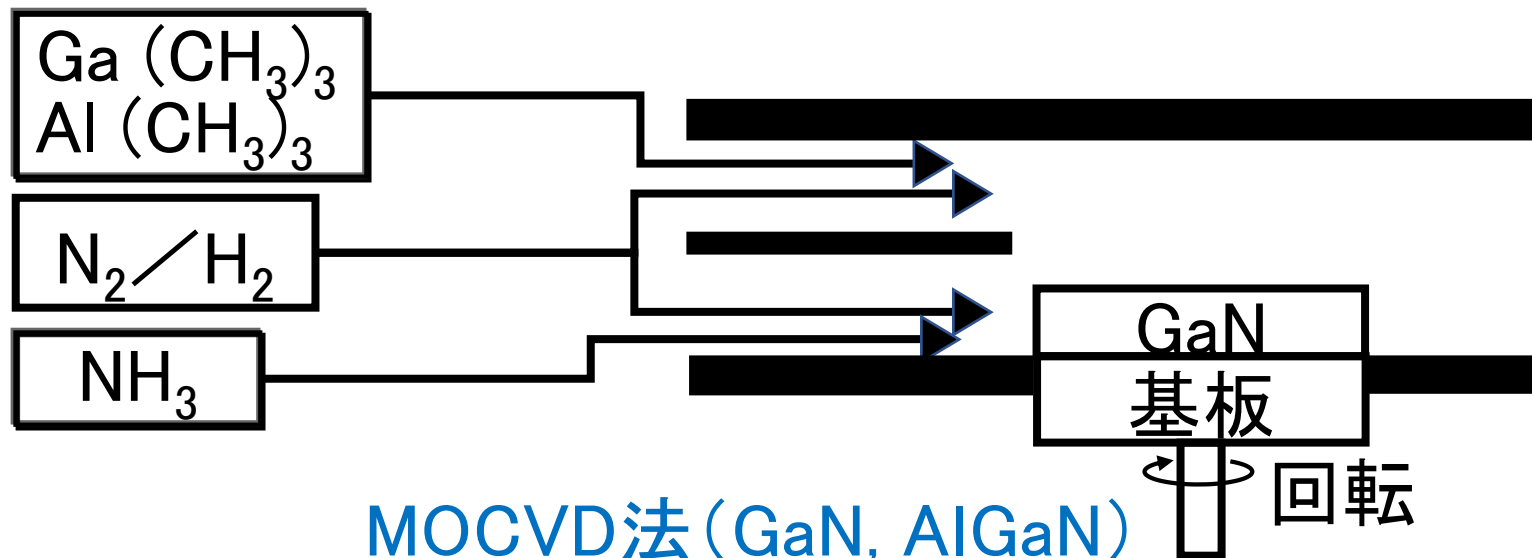 Ga (CH₃)₃
Al (CH₃)₃
N₂／H₂
NH₃
GaN
基板
回転
MOCVD法（GaN, AlGaN）